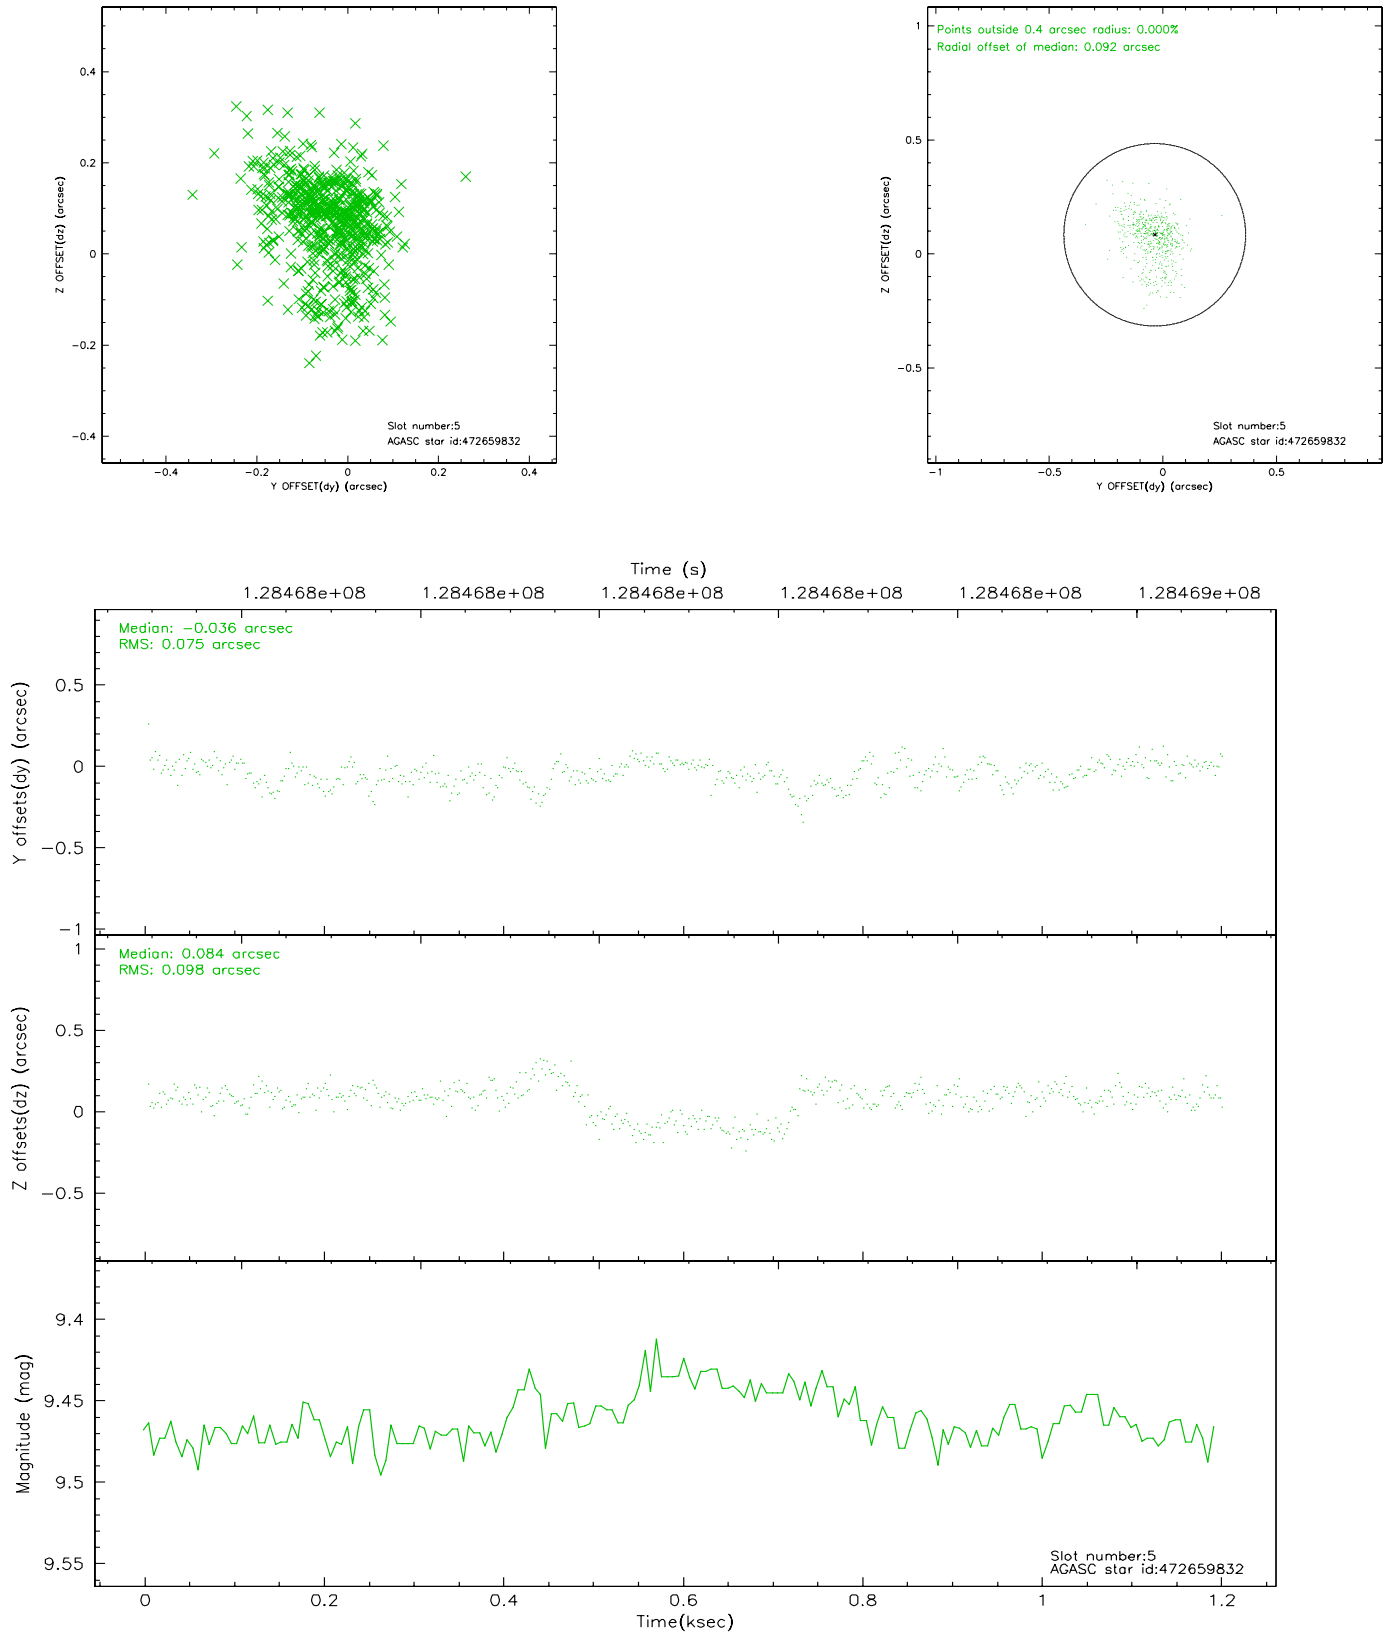 0.4
0.2
0
−0.2
−0.4
Z OFFSET(dz) (arcsec)
Slot number:5
AGASC star id:472659832
−0.4
−0.2
0
0.2
0.4
Y OFFSET(dy) (arcsec)
Points outside 0.4 arcsec radius: 0.000%
Radial offset of median: 0.092 arcsec
1
0.5
0
−0.5
Z OFFSET(dz) (arcsec)
Slot number:5
AGASC star id:472659832
−1
−0.5
0
0.5
Y OFFSET(dy) (arcsec)
Time (s)
1.28468e+08
1.28468e+08
1.28468e+08
1.28468e+08
1.28468e+08
1.28469e+08
Median: −0.036 arcsec
RMS: 0.075 arcsec
0.5
0
−0.5
−1
Y offsets(dy) (arcsec)
Median: 0.084 arcsec
RMS: 0.098 arcsec
1
0.5
0
−0.5
Z offsets(dz) (arcsec)
9.4
9.45
9.5
9.55
Magnitude (mag)
Slot number:5
AGASC star id:472659832
0
0.2
0.4
0.6
0.8
1
1.2
Time(ksec)